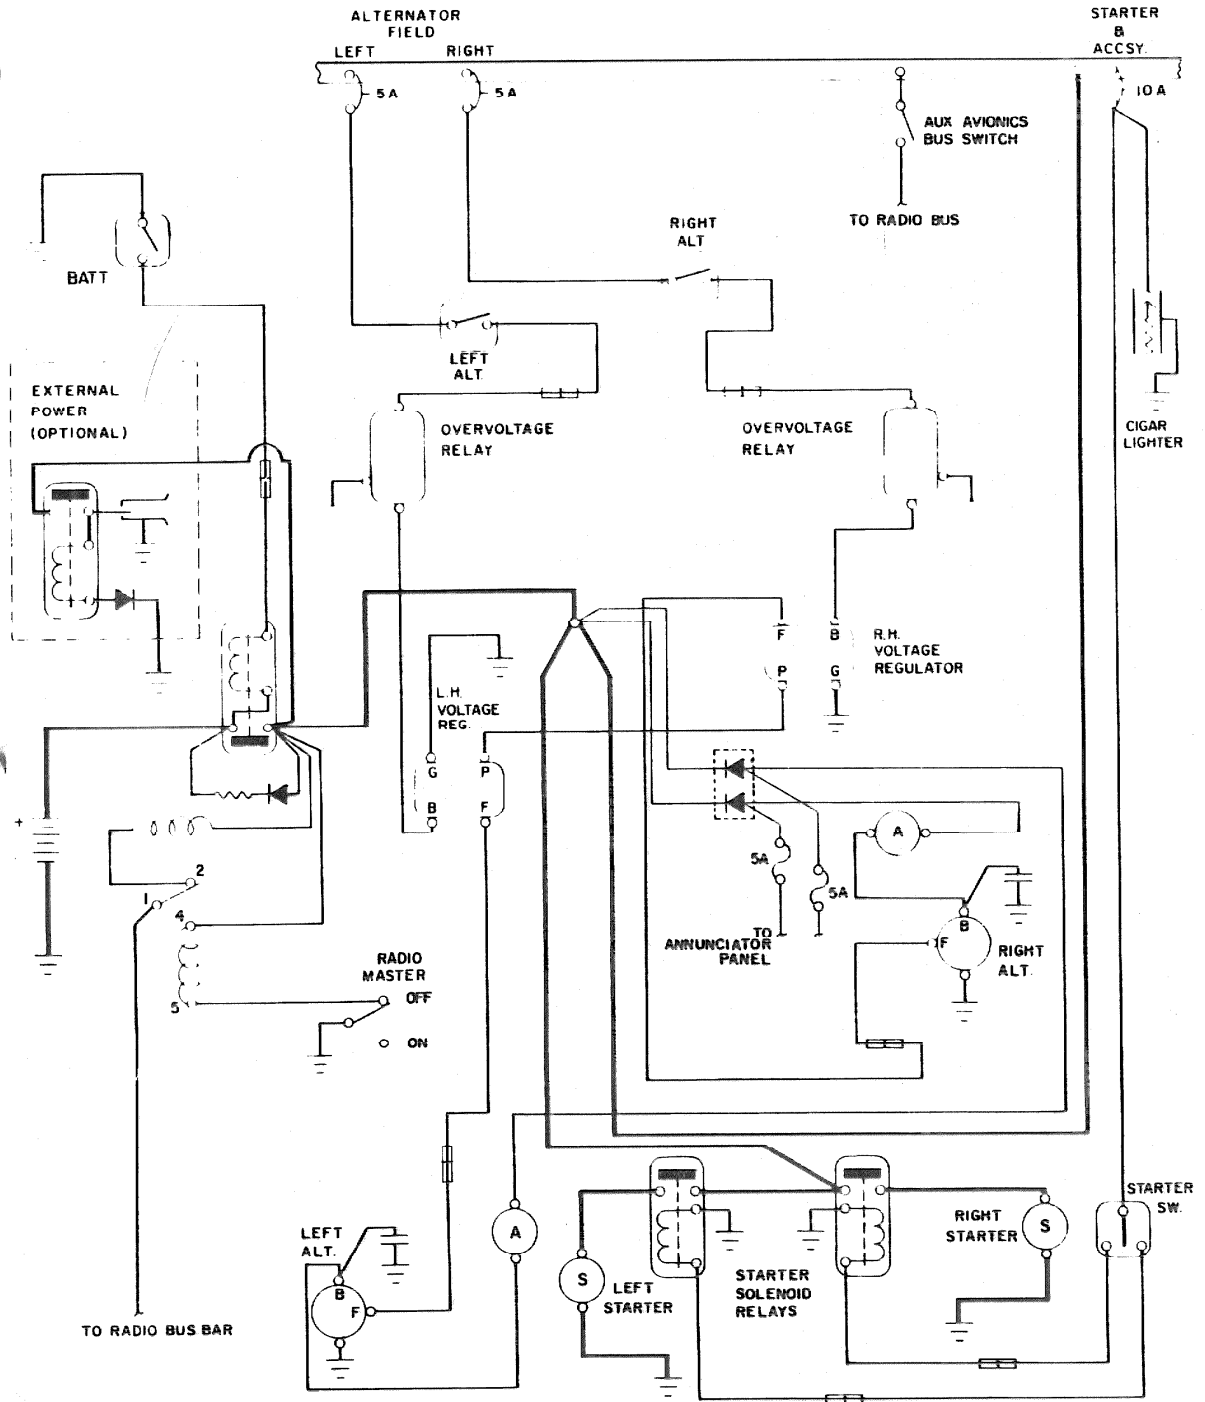 ALTERNATOR
FIELD
LEFT
RIGHT
STARTER
&
ACCSY.
5A
5A
10A
AUX AVIONICS
BUS SWITCH
TO RADIO BUS
RIGHT
ALT
BATT
LEFT
ALT.
EXTERNAL
POWER
(OPTIONAL)
OVERVOLTAGE
RELAY
OVERVOLTAGE
RELAY
CIGAR
LIGHTER
F
B
P
G
R.H.
VOLTAGE
REGULATOR
L.H.
VOLTAGE
REG.
G
P
B
F
+
2
1
4
5
5A
5A
TO
ANNUNCIATOR
PANEL
A
B
F
RIGHT
ALT.
RADIO
MASTER
OFF
ON
LEFT
ALT.
B
F
A
S
LEFT
STARTER
STARTER
SOLENOID
RELAYS
RIGHT
STARTER
S
STARTER
SW.
TO RADIO BUS BAR